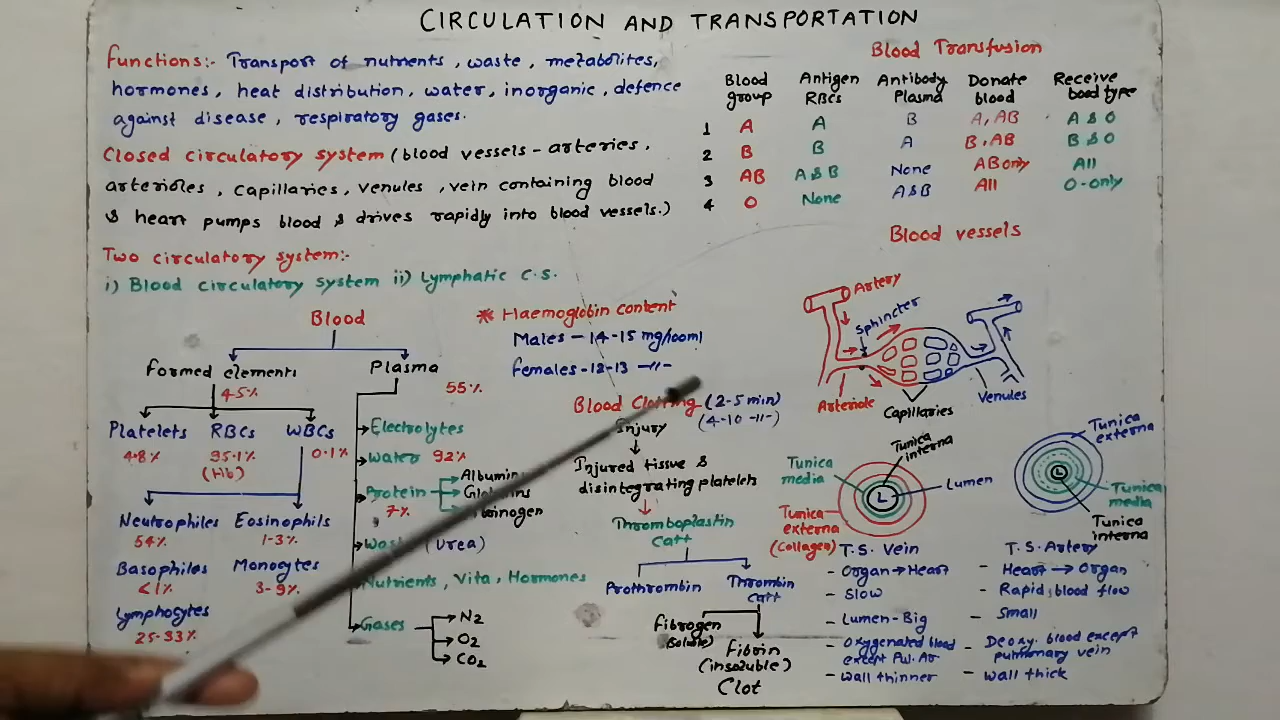 CIRCULATION AND TRANSPORTATION
Functions:- Transport of nutrients, waste, metabolites,
hormones, heat distribution, water, inorganic, defence
against disease, respiratory gases.
Closed circulatory system (blood vessels - arteries,
arterioles, capillaries, venules, vein containing blood
& heart pumps blood & drives rapidly into blood vessels.)
Two circulatory system:-
i) Blood circulatory system ii) Lymphatic C.S.
Blood Transfusion
Blood group Antigen RBCs Antibody Plasma Donate blood Receive bood type
1 A A B A, AB A & O
2 B B A B, AB B & O
3 AB A & B None AB only All
4 O None A & B All O-only
Blood
Formed elements
45%
Plasma
55%
Platelets RBCs WBCs
4.8% 95.1% 0.1%
(Hb)
Neutrophiles Eosinophils
54% 1-3%
Basophiles Monocytes
<1% 3-9%
Lymphocytes
25-33%
Electrolytes
Water 92%
Protein
7%
Albumin
(Urea)
Nutrients, Vita, Hormones
Gases
N2
O2
CO2
* Haemoglobin content
Males - 14-15 mg/100ml
Females - 12-13 -11-
Blood Clotting (2-5 min)
(4-10 -11-)
Injury
Injured tissue &
disintegrating platelets
Thromboplastin
Ca++
Prothrombin Thrombin
Ca++
Fibrogen
(Soluble)
Fibrin
(insoluble)
Clot
Blood vessels
Artery
Sphincter
Arteriole
Capillaries
Venules
Tunica interna
Tunica media
Lumen
Tunica externa
(Collagen)
L
Tunica externa
L
Tunica media
Tunica interna
T.S. Vein
- Organ → Heart
- Slow
- Lumen - Big
- Oxygenated blood
except Pul. Ar
- Wall thinner
T.S. Artery
- Heart → Organ
- Rapid, blood flow
- Small
- Deoxy. blood except
pulmonary vein
- Wall thick